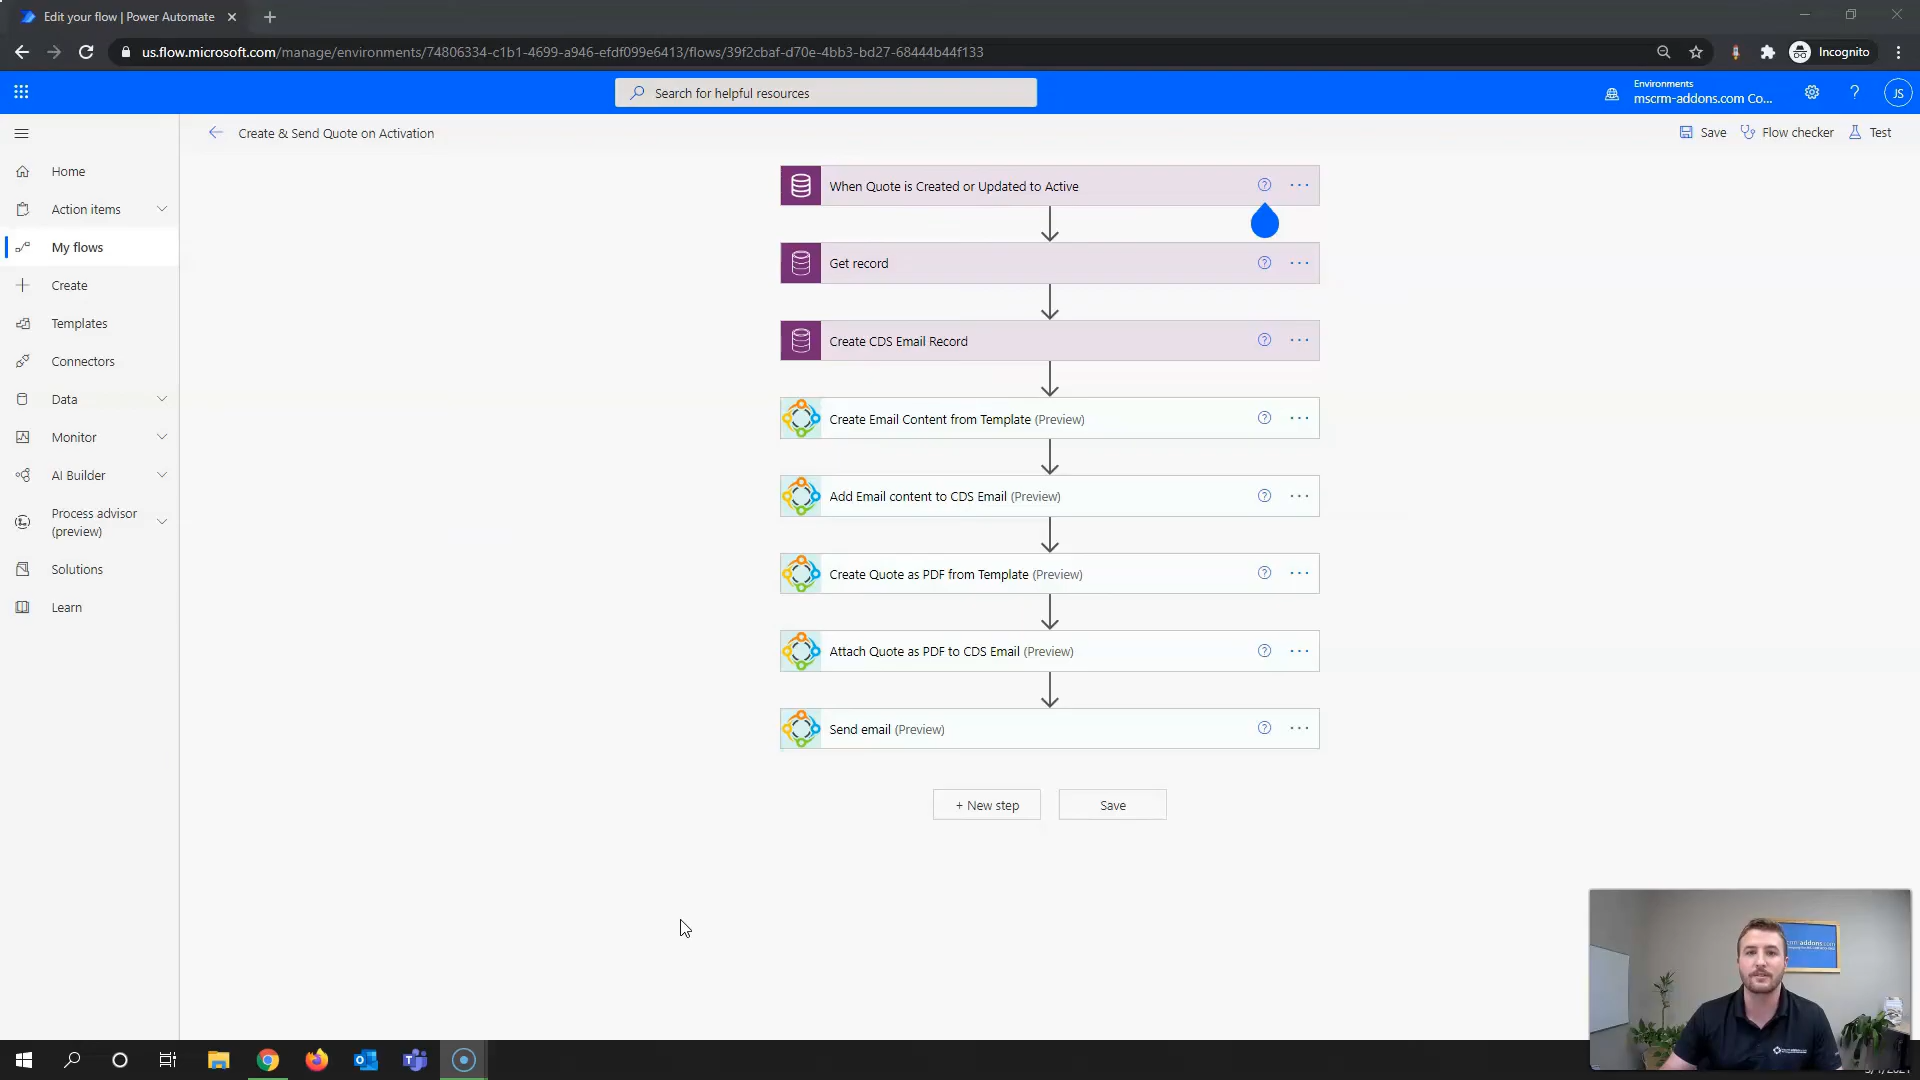 Edit your flow | Power Automate
us.flow.microsoft.com/manage/environments/74806334-c1b1-4699-a946-efdf099e6413/flows/39f2cbaf-d70e-4bb3-bd27-68444b44f133
Incognito
Search for helpful resources
Environments
mscrm-addons.com Co...
JS
Create & Send Quote on Activation
Save
Flow checker
Test
Home
Action items
My flows
Create
Templates
Connectors
Data
Monitor
AI Builder
Process advisor
(preview)
Solutions
Learn
When Quote is Created or Updated to Active
Get record
Create CDS Email Record
Create Email Content from Template (Preview)
Add Email content to CDS Email (Preview)
Create Quote as PDF from Template (Preview)
Attach Quote as PDF to CDS Email (Preview)
Send email (Preview)
+ New step
Save